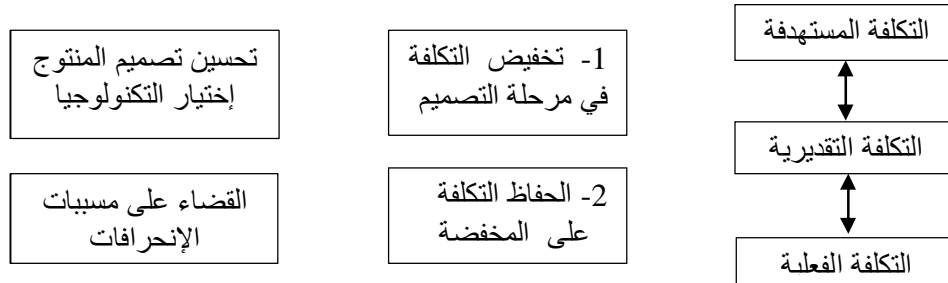 التكلفة المستهدفة
1- تخفيض التكلفة
في مرحلة التصميم
تحسين تصميم المنتوج
إختيار التكنولوجيا
التكلفة التقديرية
2- الحفاظ التكلفة
على المخفضة
القضاء على مسببات
الإنحرافات
التكلفة الفعلية